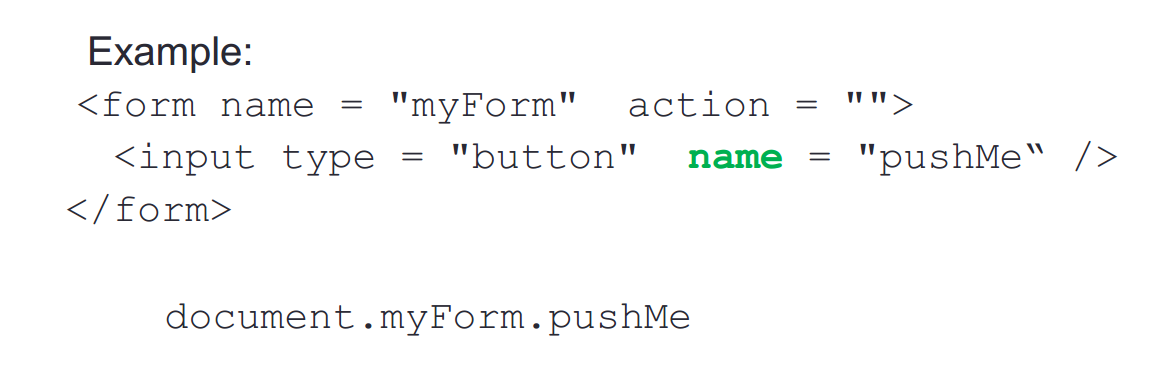 Example:
<form name = "myForm"  action = "">
<input type = "button"  name = "pushMe“ />
</form>
document.myForm.pushMe